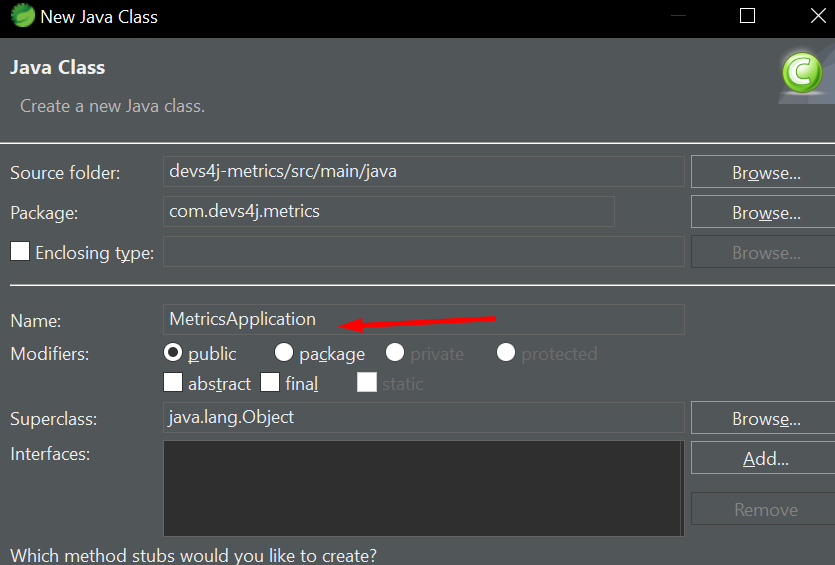 New Java Class
Java Class
Create a new Java class.
Source folder: devs4j-metrics/src/main/java Browse...
Package: com.devs4j.metrics Browse...
Enclosing type: Browse...
Name: MetricsApplication
Modifiers: public package private protected
abstract final static
Superclass: java.lang.Object Browse...
Interfaces: Add...
Remove
Which method stubs would you like to create?